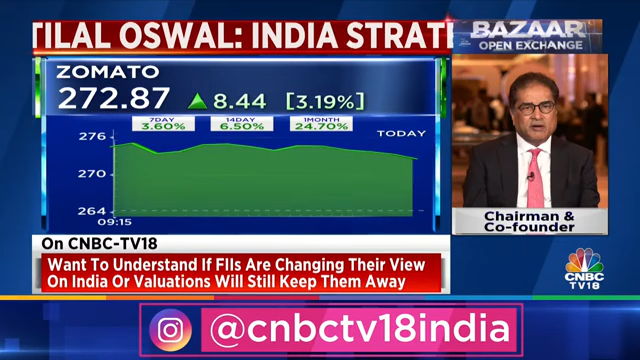 TILAL OSWAL: INDIA STRATE
BAZAAR
OPEN EXCHANGE
ZOMATO
272.87 ▲ 8.44 [3.19%]
7DAY 14DAY 1MONTH
3.60% 6.50% 24.70%
TODAY
276
270
264
09:15
Chairman &
Co-founder
On CNBC-TV18
Want To Understand If FIIs Are Changing Their View
On India Or Valuations Will Still Keep Them Away
CNBC
TV18
@cnbctv18india